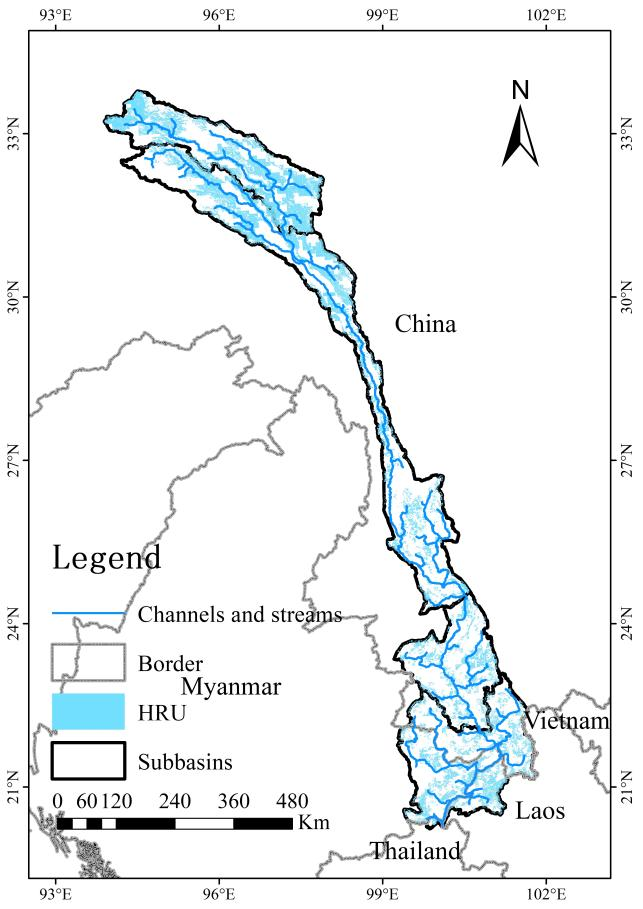 93°E 96°E 99°E 102°E
N
33°N 33°N
30°N 30°N
China
27°N 27°N
Legend
Channels and streams
24°N 24°N
Border
Myanmar
HRU
Vietnam
Subbasins
21°N 21°N
0 60 120 240 360 480
Km
Laos
Thailand
93°E 96°E 99°E 102°E